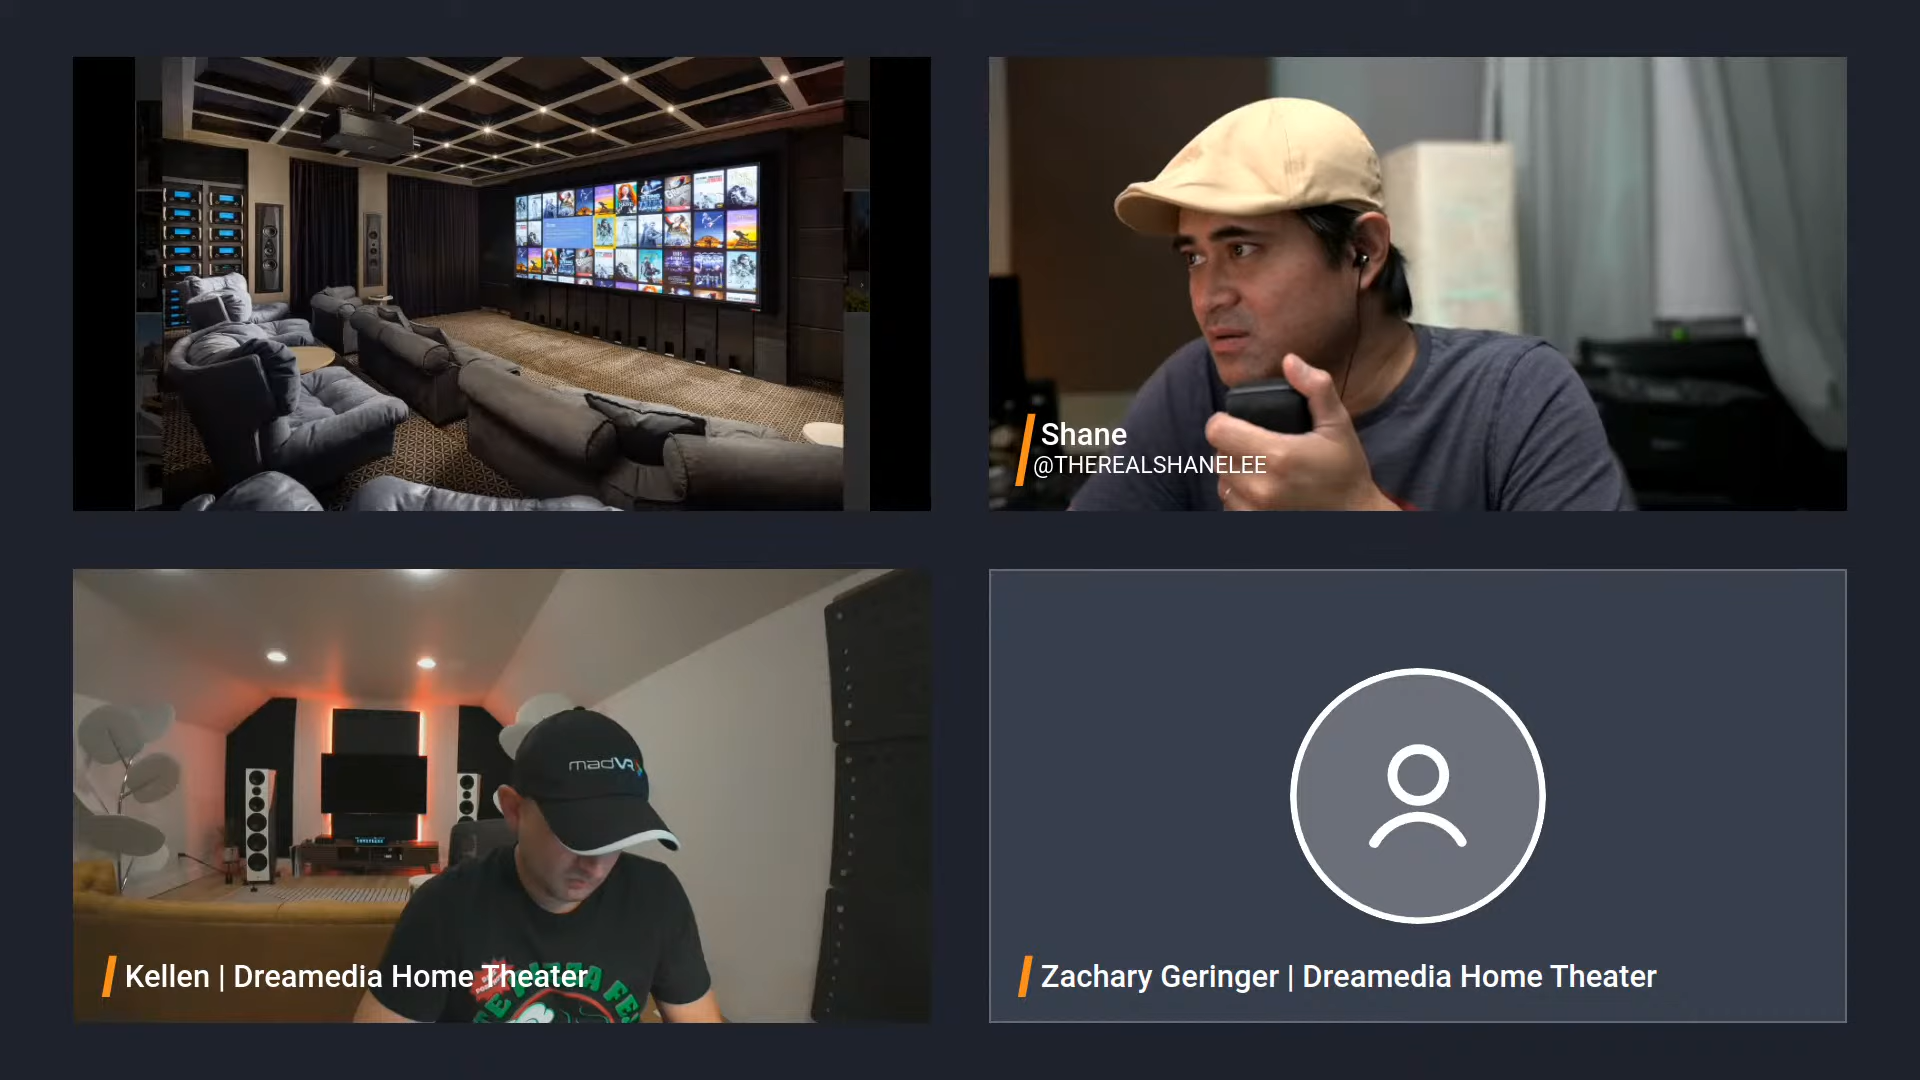 Shane
@THEREALSHANELEE
madVR
Kellen | Dreamedia Home Theater
Zachary Geringer | Dreamedia Home Theater